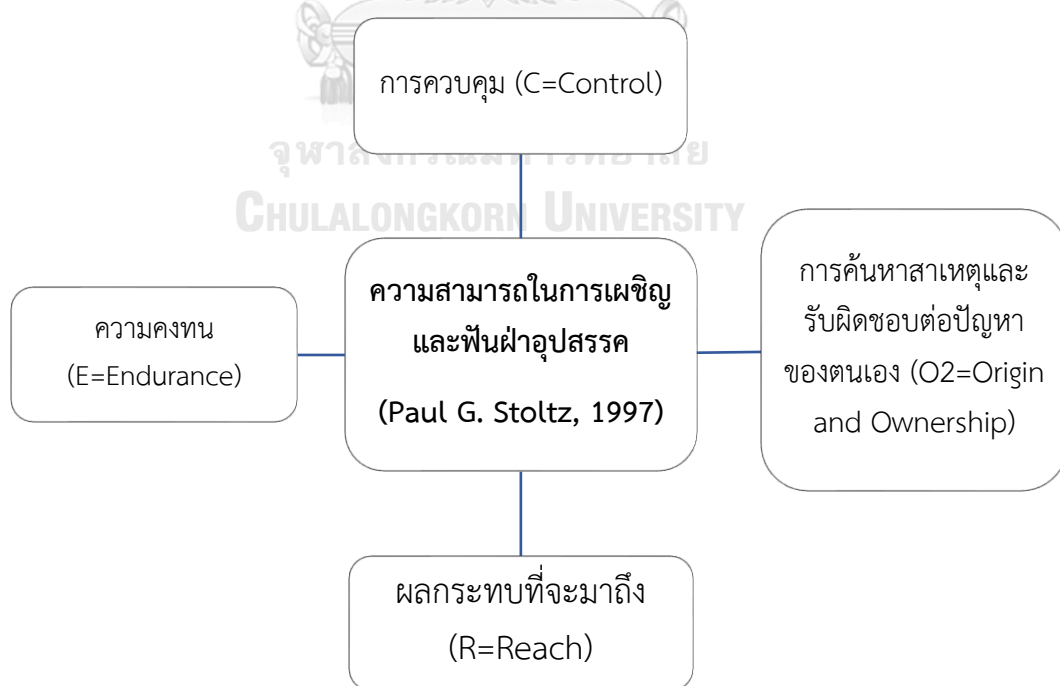 การควบคุม (C=Control)
จุฬาลงกรณ์มหาวิทยาลัย
CHULALONGKORN UNIVERSITY
ความสามารถในการเผชิญ
และฟันฝ่าอุปสรรค
(Paul G. Stoltz, 1997)
ความคงทน
(E=Endurance)
การค้นหาสาเหตุและ
รับผิดชอบต่อปัญหา
ของตนเอง (O2=Origin
and Ownership)
ผลกระทบที่จะมาถึง
(R=Reach)